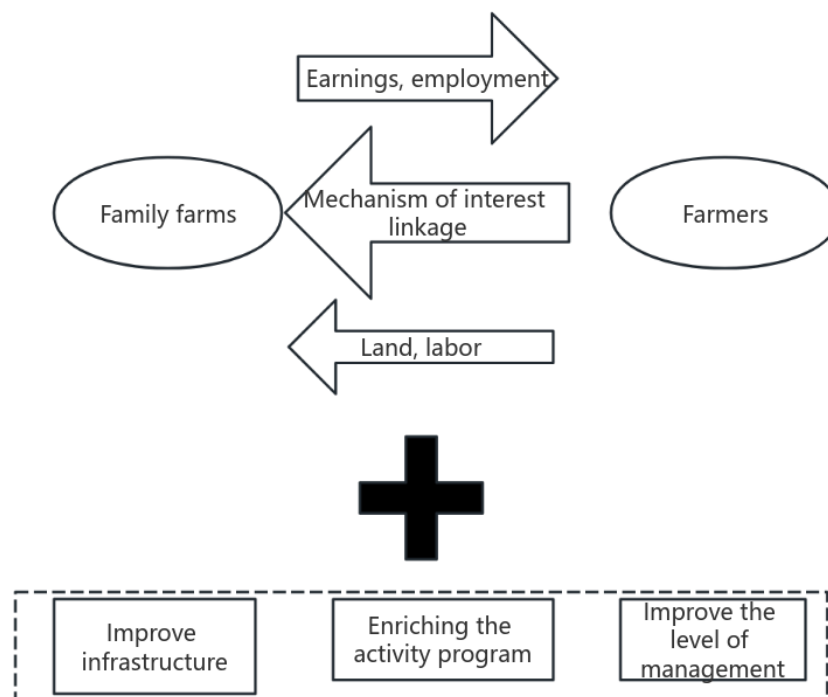 Earnings, employment
Family farms
Mechanism of interest
linkage
Farmers
Land, labor
Improve
infrastructure
Enriching the
activity program
Improve the
level of
management